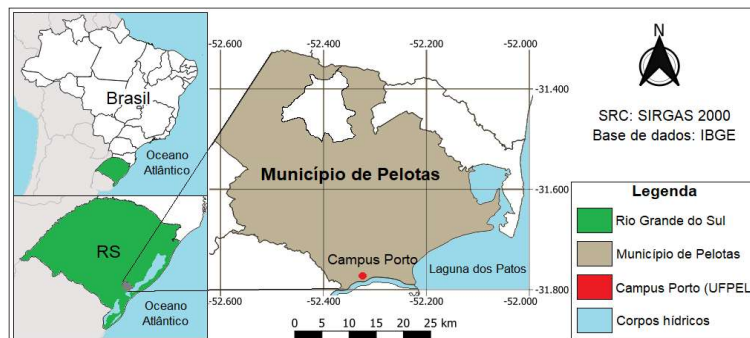 Brasil
Oceano
Atlântico
RS
Oceano
Atlântico
-52.600 -52.400 -52.200 -52.000
-31.400
-31.600
-31.800
Município de Pelotas
Campus Porto
Laguna dos Patos
-52.600 -52.400 -52.200 -52.000
0 5 10 15 20 25 km
N
SRC: SIRGAS 2000
Base de dados: IBGE
Legenda
Rio Grande do Sul
Município de Pelotas
Campus Porto (UFPEL
Corpos hídricos